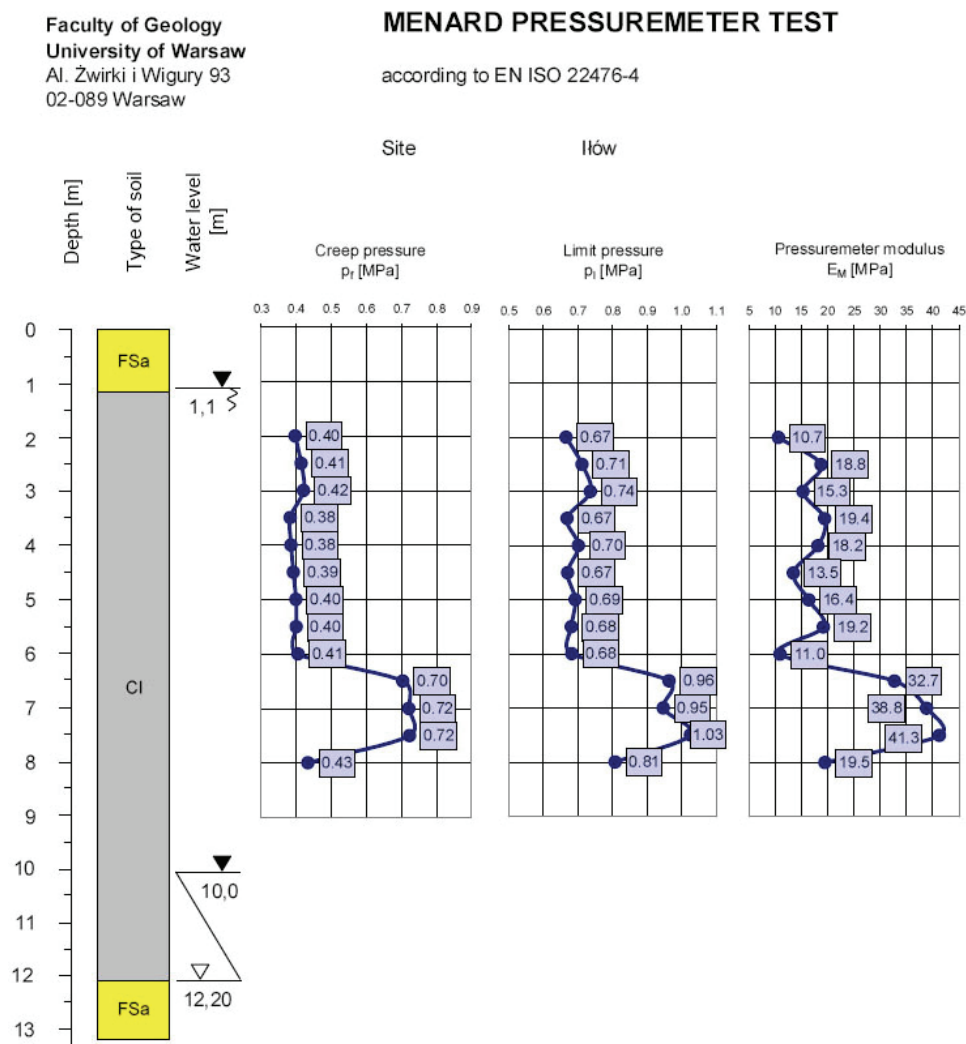 Faculty of Geology
University of Warsaw
Al. Żwirki i Wigury 93
02-089 Warsaw
MENARD PRESSUREMETER TEST
according to EN ISO 22476-4
Site Iłów
Depth [m]
Type of soil
Water level
[m]
Creep pressure
pf [MPa]
Limit pressure
pl [MPa]
Pressuremeter modulus
EM [MPa]
0.3 0.4 0.5 0.6 0.7 0.8 0.9
0.5 0.6 0.7 0.8 0.9 1.0 1.1
5 10 15 20 25 30 35 40 45
0
1
2
3
4
5
6
7
8
9
10
11
12
13
FSa
CI
FSa
1,1
10,0
12,20
0.40
0.41
0.42
0.38
0.38
0.39
0.40
0.40
0.41
0.70
0.72
0.72
0.43
0.67
0.71
0.74
0.67
0.70
0.67
0.69
0.68
0.68
0.96
0.95
1.03
0.81
10.7
18.8
15.3
19.4
18.2
13.5
16.4
19.2
11.0
32.7
38.8
41.3
19.5